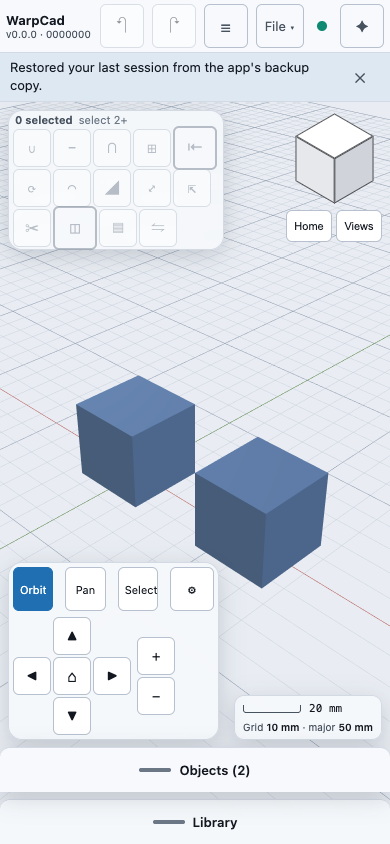 WarpCad
v0.0.0 · 0000000
File
Restored your last session from the app's backup
copy.
0 selected select 2+
Home
Views
Orbit
Pan
Select
20 mm
Grid 10 mm · major 50 mm
Objects (2)
Library